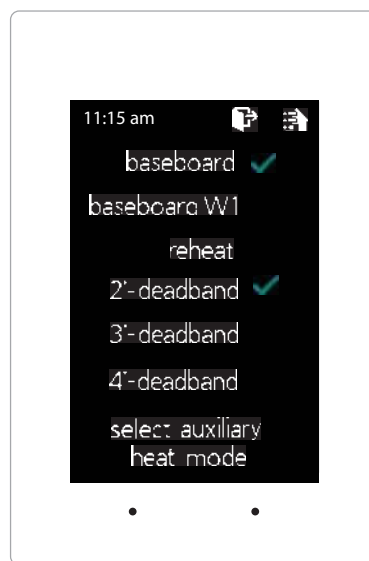 11:15 am
baseboard
baseboard W1
reheat
2°-deadband
3°-deadband
4°-deadband
select auxiliary
heat mode